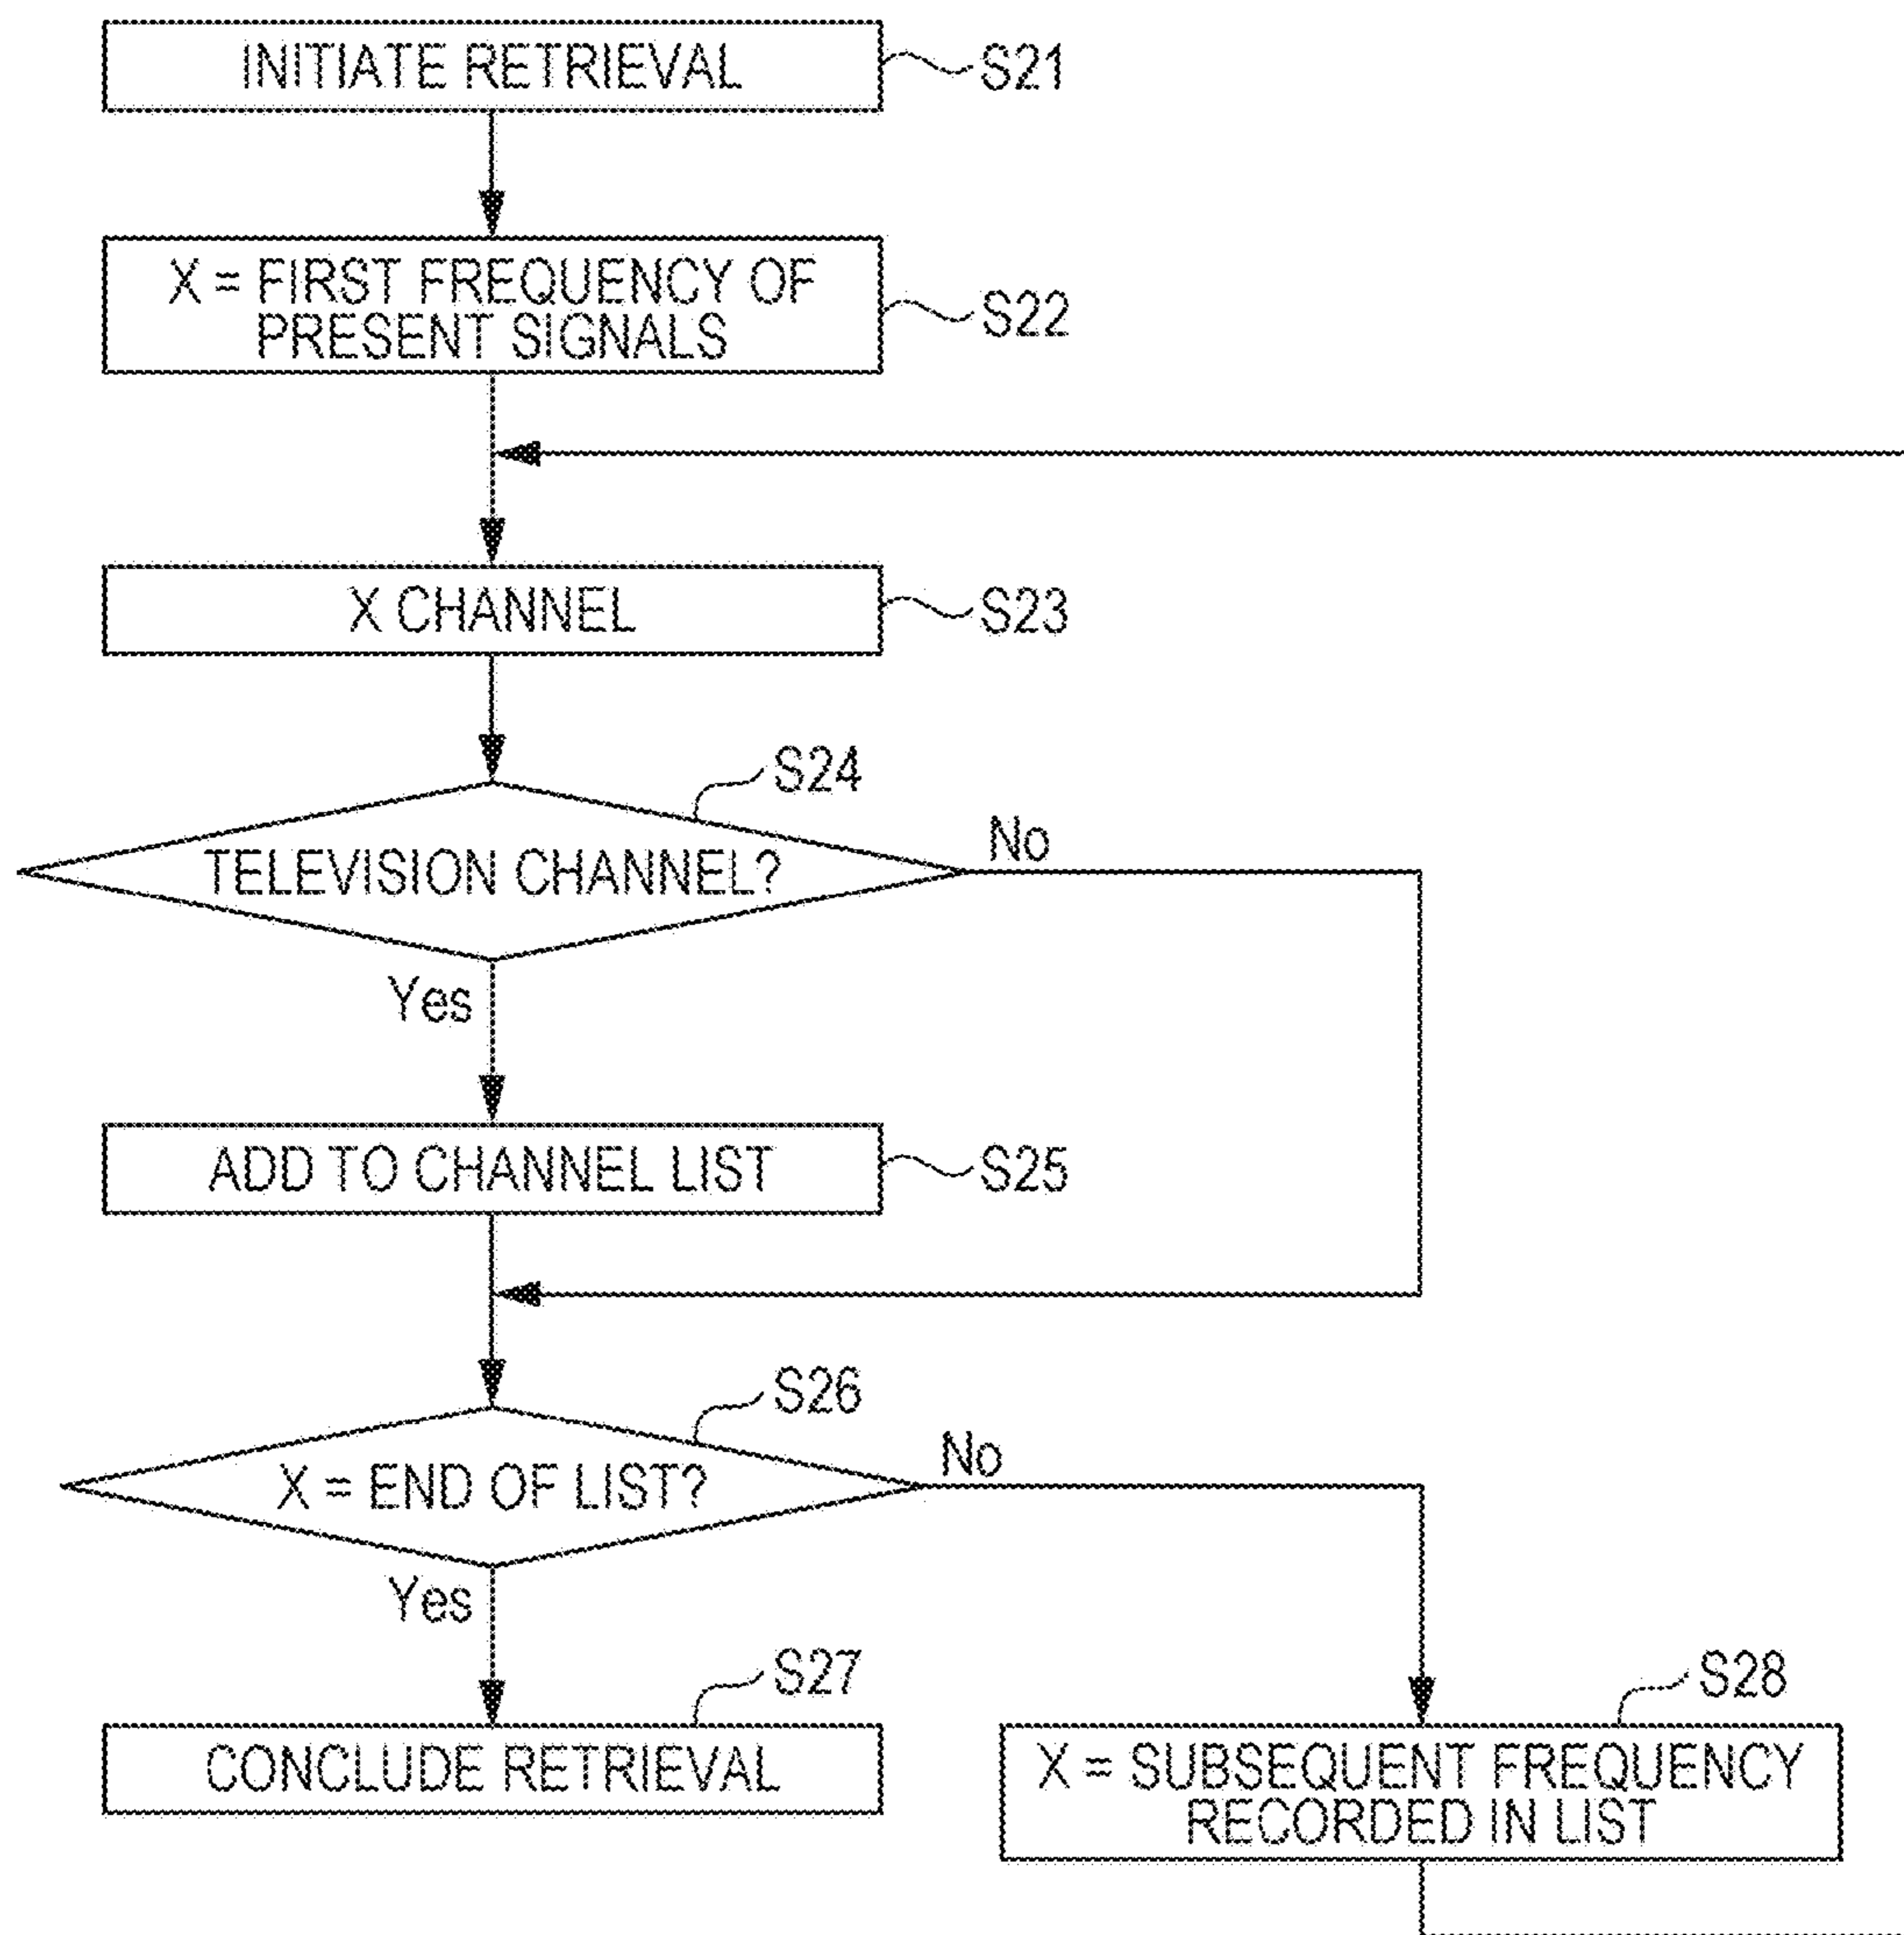 INITIATE RETRIEVAL
S21
X = FIRST FREQUENCY OF
PRESENT SIGNALS
S22
X CHANNEL
S23
S24
TELEVISION CHANNEL?
No
Yes
ADD TO CHANNEL LIST
S25
S26
X = END OF LIST?
No
Yes
S27
CONCLUDE RETRIEVAL
S28
X = SUBSEQUENT FREQUENCY
RECORDED IN LIST